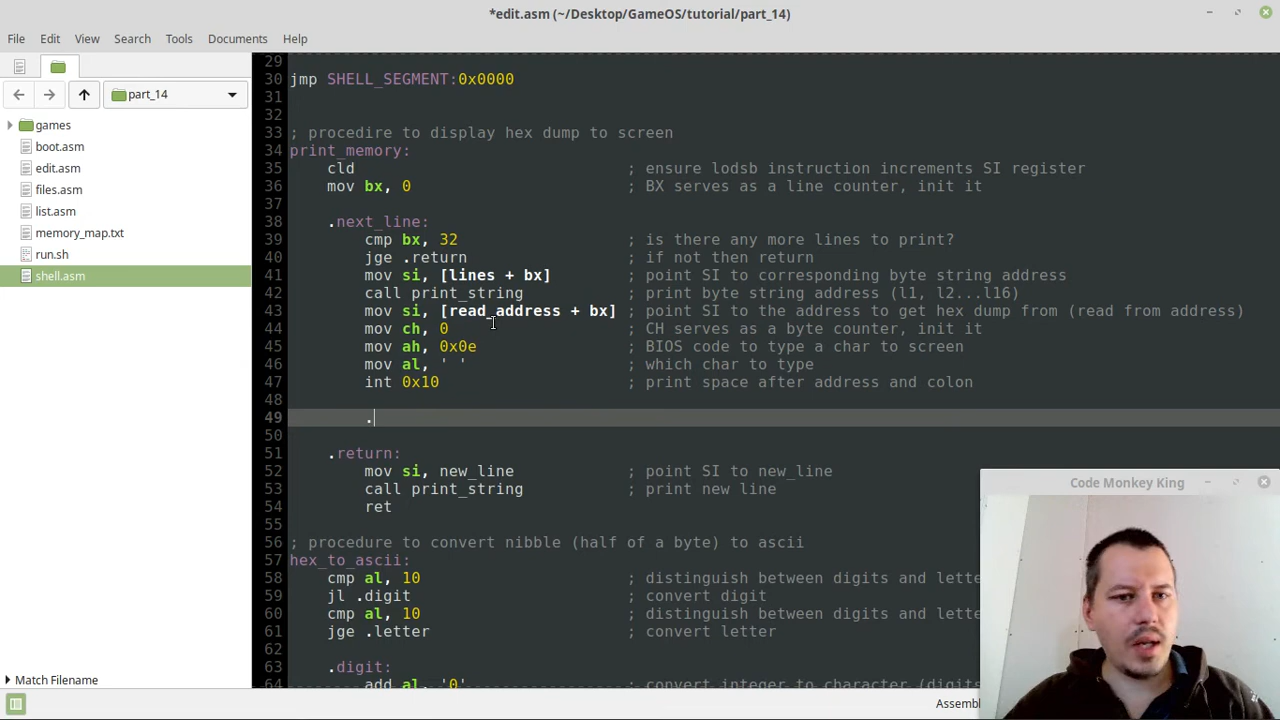 *edit.asm (~/Desktop/GameOS/tutorial/part_14)
File Edit View Search Tools Documents Help
part_14
games
boot.asm
edit.asm
files.asm
list.asm
memory_map.txt
run.sh
shell.asm
Match Filename
29
30 jmp SHELL_SEGMENT:0x0000
31
32
33 ; procedire to display hex dump to screen
34 print_memory:
35 cld ; ensure lodsb instruction increments SI register
36 mov bx, 0 ; BX serves as a line counter, init it
37
38 .next_line:
39 cmp bx, 32 ; is there any more lines to print?
40 jge .return ; if not then return
41 mov si, [lines + bx] ; point SI to corresponding byte string address
42 call print_string ; print byte string address (l1, l2...l16)
43 mov si, [read_address + bx] ; point SI to the address to get hex dump from (read from address)
44 mov ch, 0 ; CH serves as a byte counter, init it
45 mov ah, 0x0e ; BIOS code to type a char to screen
46 mov al, ' ' ; which char to type
47 int 0x10 ; print space after address and colon
48
49 .
50
51 .return:
52 mov si, new_line ; point SI to new_line
53 call print_string ; print new line
54 ret
55
56 ; procedure to convert nibble (half of a byte) to ascii
57 hex_to_ascii:
58 cmp al, 10 ; distinguish between digits and lette
59 jl .digit ; convert digit
60 cmp al, 10 ; distinguish between digits and lette
61 jge .letter ; convert letter
62
63 .digit:
64 add al, '0' ; convert integer to character (digits
Code Monkey King
Assembl